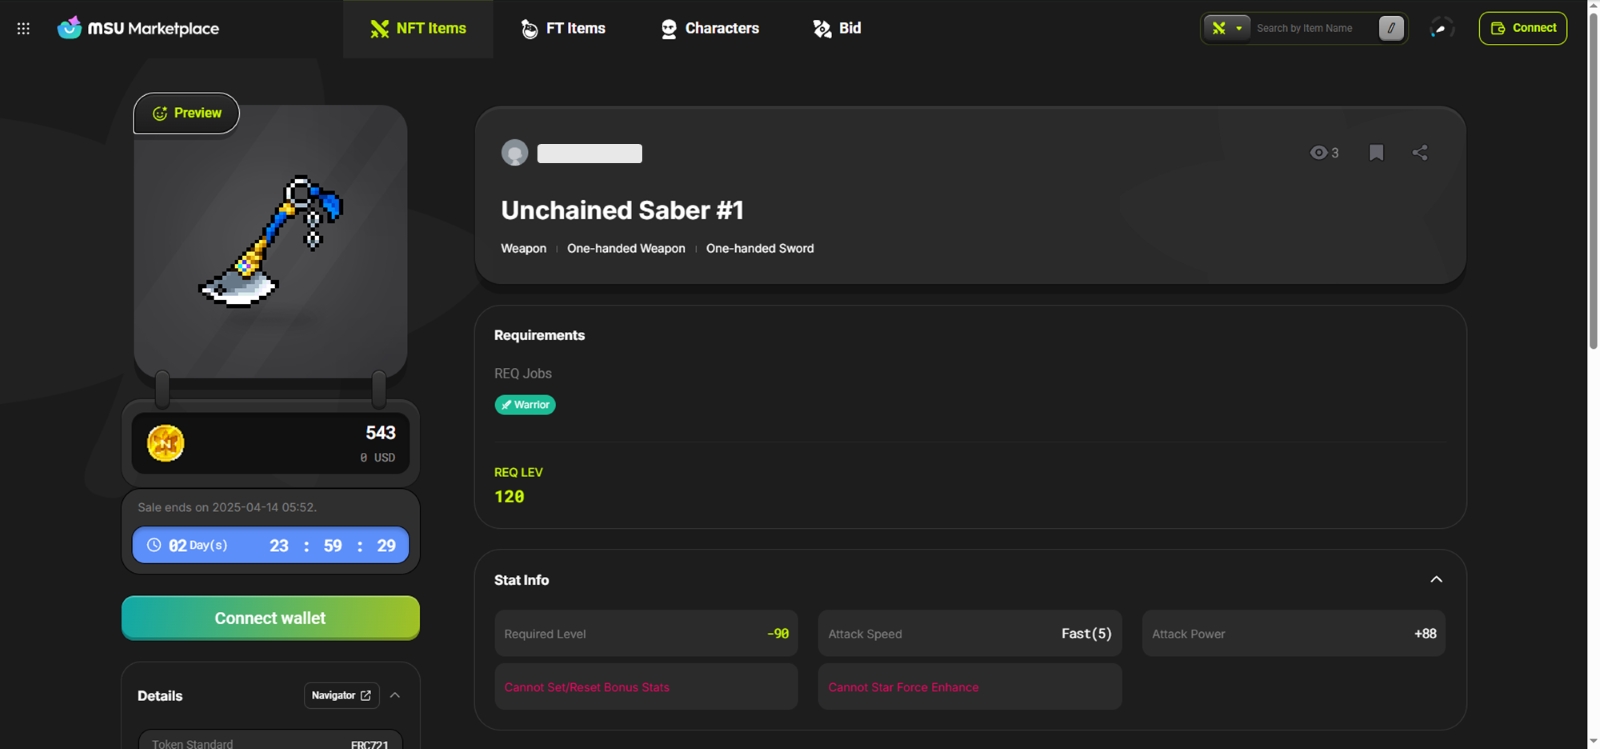 MSU Marketplace
NFT Items
FT Items
Characters
Bid
Search by Item Name
/
Connect
Preview
3
Unchained Saber #1
Weapon | One-handed Weapon | One-handed Sword
543
0 USD
Sale ends on 2025-04-14 05:52.
02 Day(s) 23 : 59 : 29
Connect wallet
Details
Navigator
Token Standard ERC721
Requirements
REQ Jobs
Warrior
REQ LEV
120
Stat Info
Required Level -90
Attack Speed Fast(5)
Attack Power +88
Cannot Set/Reset Bonus Stats
Cannot Star Force Enhance